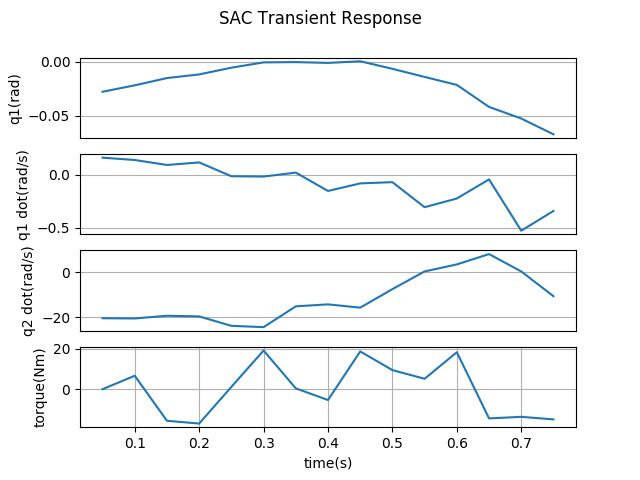 SAC Transient Response
q1(rad)
0.00
−0.05
q1 dot(rad/s)
0.0
−0.5
q2 dot(rad/s)
0
−20
torque(Nm)
20
0
0.1 0.2 0.3 0.4 0.5 0.6 0.7
time(s)